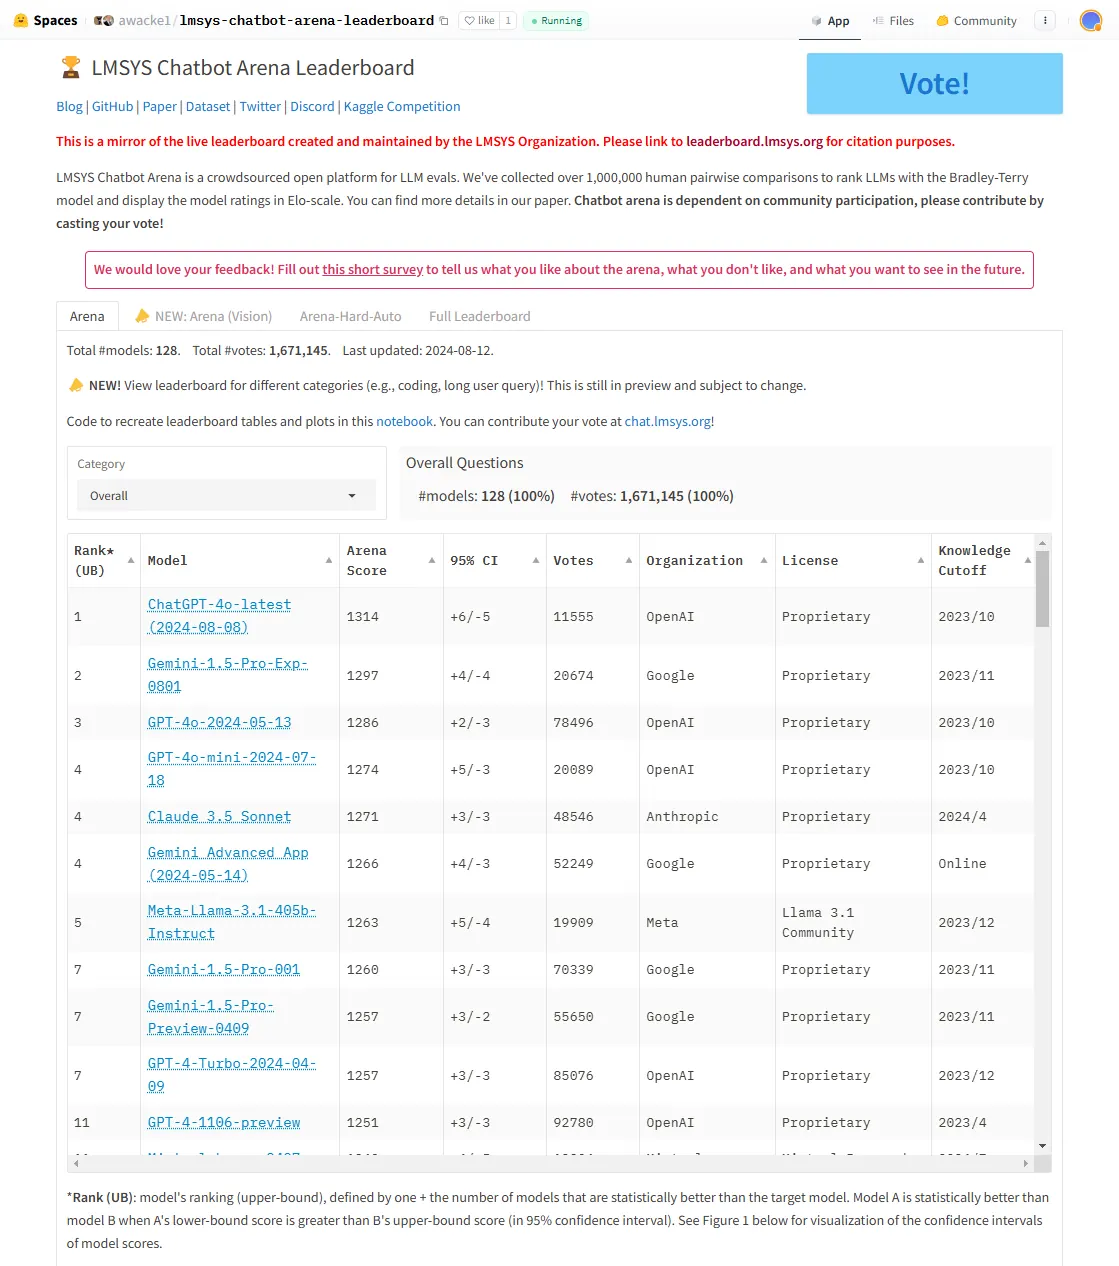 Spaces awacke1/lmsys-chatbot-arena-leaderboard like 1 Running App Files Community
LMSYS Chatbot Arena Leaderboard
Vote!
Blog | GitHub | Paper | Dataset | Twitter | Discord | Kaggle Competition
This is a mirror of the live leaderboard created and maintained by the LMSYS Organization. Please link to leaderboard.lmsys.org for citation purposes.
LMSYS Chatbot Arena is a crowdsourced open platform for LLM evals. We've collected over 1,000,000 human pairwise comparisons to rank LLMs with the Bradley-Terry
model and display the model ratings in Elo-scale. You can find more details in our paper. Chatbot arena is dependent on community participation, please contribute by
casting your vote!
We would love your feedback! Fill out this short survey to tell us what you like about the arena, what you don't like, and what you want to see in the future.
Arena NEW: Arena (Vision) Arena-Hard-Auto Full Leaderboard
Total #models: 128. Total #votes: 1,671,145. Last updated: 2024-08-12.
NEW! View leaderboard for different categories (e.g., coding, long user query)! This is still in preview and subject to change.
Code to recreate leaderboard tables and plots in this notebook. You can contribute your vote at chat.lmsys.org!
Category
Overall
Overall Questions
#models: 128 (100%) #votes: 1,671,145 (100%)
Rank* (UB) Model Arena Score 95% CI Votes Organization License Knowledge Cutoff
1 ChatGPT-4o-latest (2024-08-08) 1314 +6/-5 11555 OpenAI Proprietary 2023/10
2 Gemini-1.5-Pro-Exp-0801 1297 +4/-4 20674 Google Proprietary 2023/11
3 GPT-4o-2024-05-13 1286 +2/-3 78496 OpenAI Proprietary 2023/10
4 GPT-4o-mini-2024-07-18 1274 +5/-3 20089 OpenAI Proprietary 2023/10
4 Claude 3.5 Sonnet 1271 +3/-3 48546 Anthropic Proprietary 2024/4
4 Gemini Advanced App (2024-05-14) 1266 +4/-3 52249 Google Proprietary Online
5 Meta-Llama-3.1-405b-Instruct 1263 +5/-4 19909 Meta Llama 3.1 Community 2023/12
7 Gemini-1.5-Pro-001 1260 +3/-3 70339 Google Proprietary 2023/11
7 Gemini-1.5-Pro-Preview-0409 1257 +3/-2 55650 Google Proprietary 2023/11
7 GPT-4-Turbo-2024-04-09 1257 +3/-3 85076 OpenAI Proprietary 2023/12
11 GPT-4-1106-preview 1251 +3/-3 92780 OpenAI Proprietary 2023/4
*Rank (UB): model's ranking (upper-bound), defined by one + the number of models that are statistically better than the target model. Model A is statistically better than
model B when A's lower-bound score is greater than B's upper-bound score (in 95% confidence interval). See Figure 1 below for visualization of the confidence intervals
of model scores.